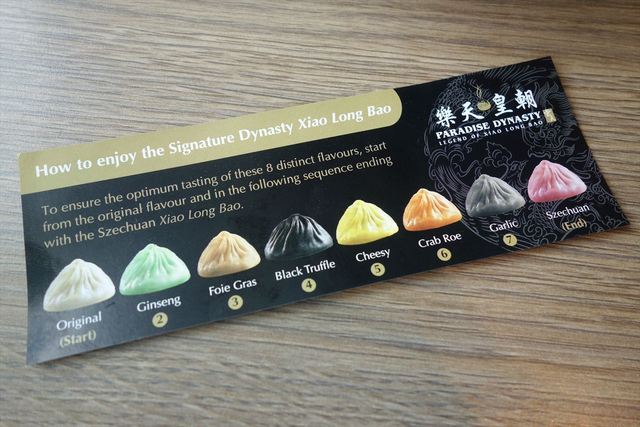 How to enjoy the Signature Dynasty Xiao Long Bao
樂天皇朝
PARADISE DYNASTY
LEGEND OF XIAO LONG BAO
To ensure the optimum tasting of these 8 distinct flavours, start
from the original flavour and in the following sequence ending
with the Szechuan Xiao Long Bao.
Original
(Start)
Ginseng
2
Foie Gras
3
Black Truffle
4
Cheesy
5
Crab Roe
6
Garlic
7
Szechuan
(End)